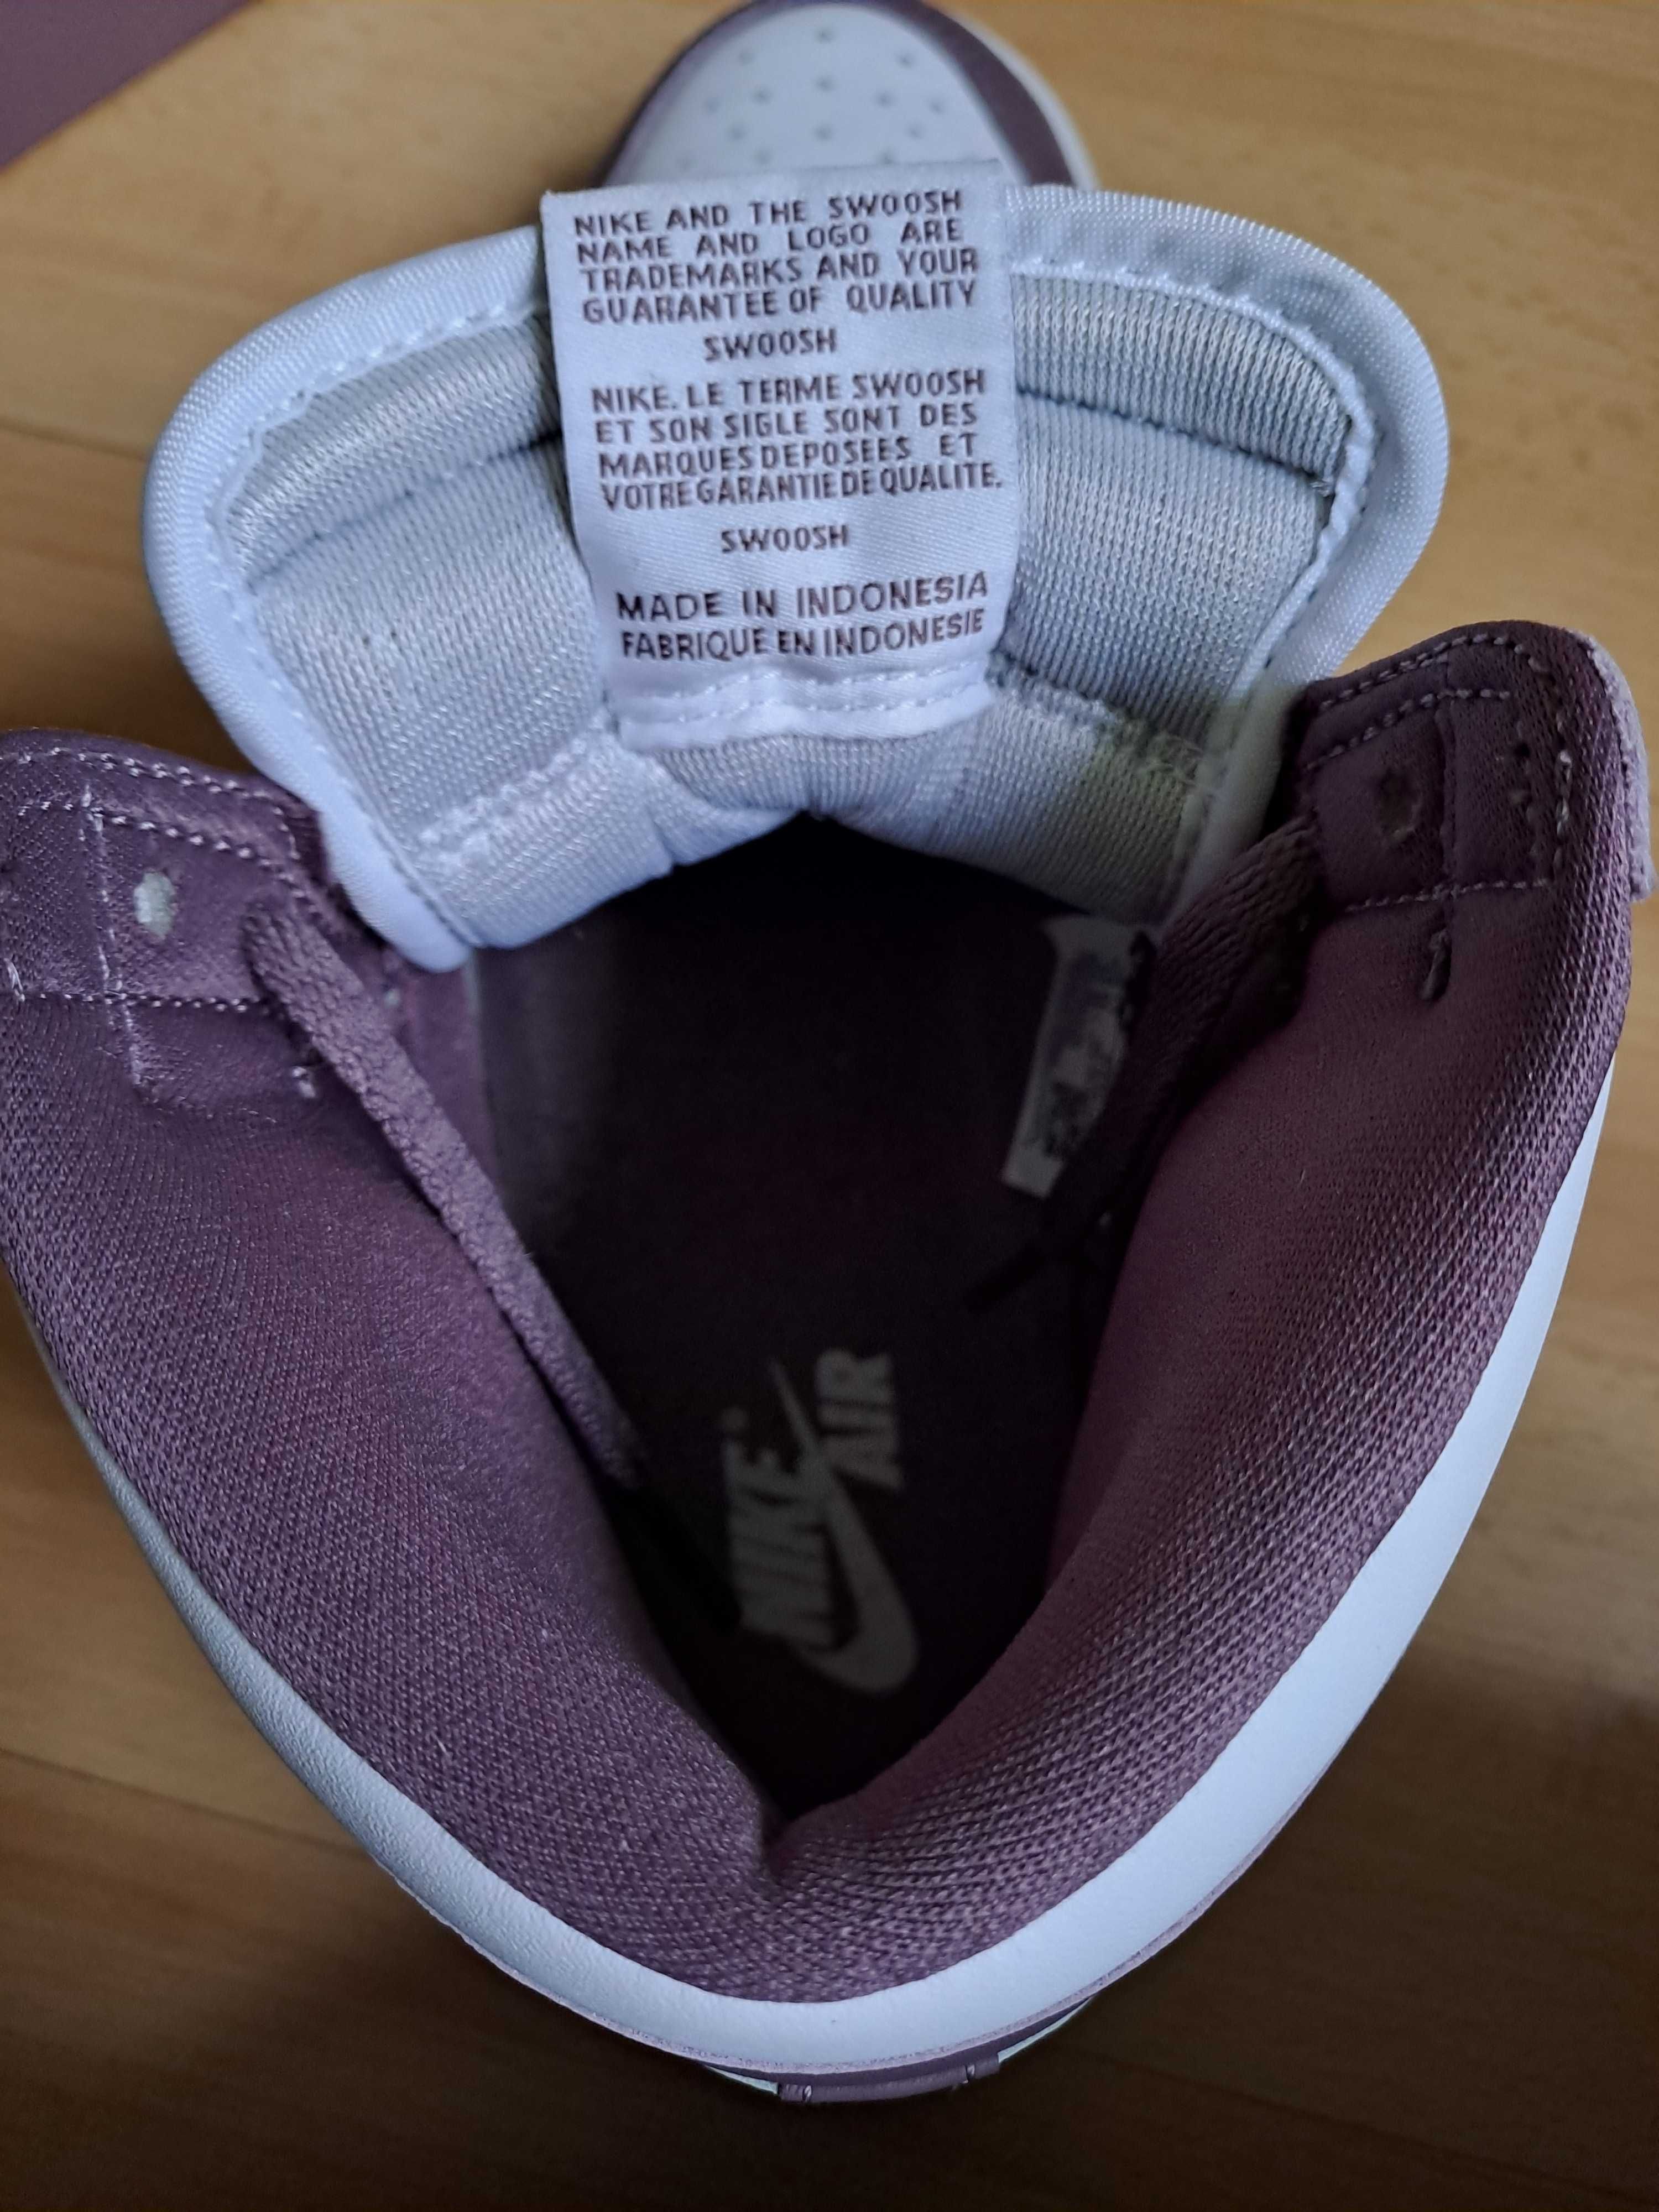 NIKE AND THE SWOOSH
NAME AND LOGO ARE
TRADEMARKS AND YOUR
GUARANTEE OF QUALITY
SWOOSH
NIKE. LE TERME SWOOSH
ET SON SIGLE SONT DES
MARQUES DEPOSEES ET
VOTRE GARANTIE DE QUALITE.
SWOOSH
MADE IN INDONESIA
FABRIQUE EN INDONESIE
NIKE
AIR